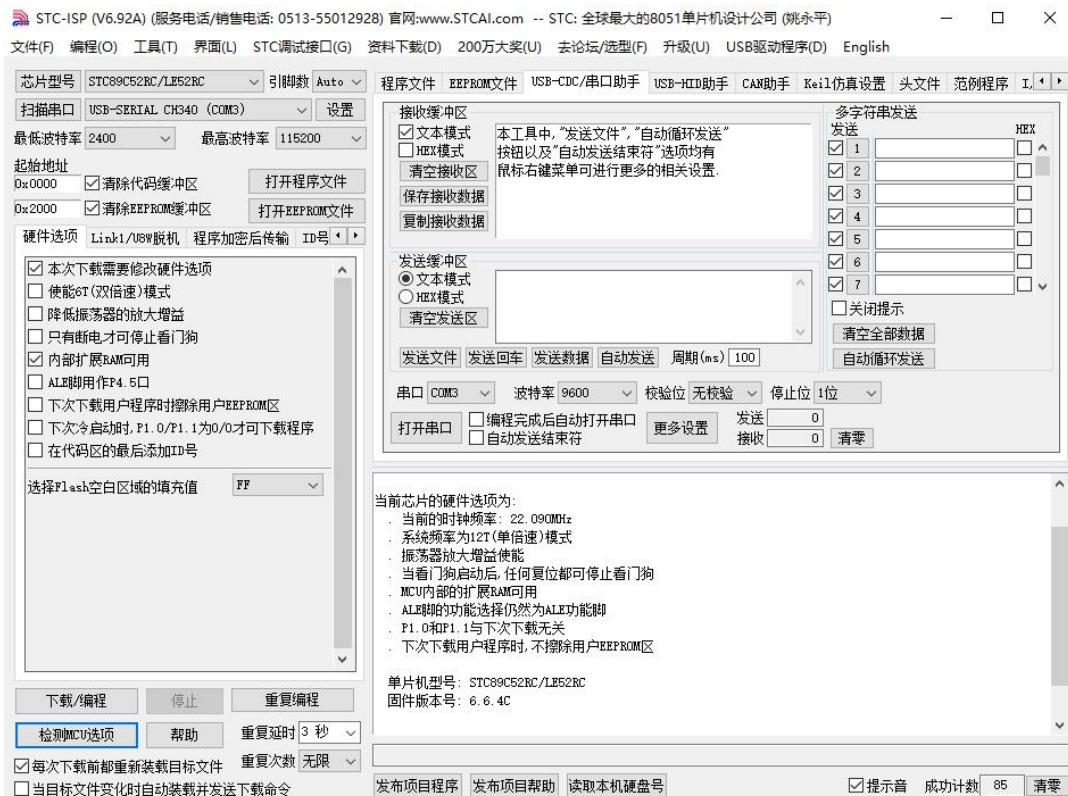 STC-ISP (V6.92A) (服务电话/销售电话: 0513-55012928) 官网:www.STCAI.com -- STC: 全球最大的8051单片机设计公司 (姚永平)
文件(F) 编程(O) 工具(T) 界面(L) STC调试接口(G) 资料下载(D) 200万大奖(U) 去论坛/选型(F) 升级(U) USB驱动程序(D) English
芯片型号 STC89C52RC/LE52RC 引脚数 Auto
扫描串口 USB-SERIAL CH340 (COM3) 设置
最低波特率 2400 最高波特率 115200
起始地址
0x0000 清除代码缓冲区 打开程序文件
0x2000 清除EEPROM缓冲区 打开EEPROM文件
硬件选项 Link1/U8W脱机 程序加密后传输 ID号
本次下载需要修改硬件选项
使能6T(双倍速)模式
降低振荡器的放大增益
只有断电才可停止看门狗
内部扩展RAM可用
ALE脚用作P4.5口
下次下载用户程序时擦除用户EEPROM区
下次冷启动时,P1.0/P1.1为0/0才可下载程序
在代码区的最后添加ID号
选择Flash空白区域的填充值 FF
下载/编程 停止 重复编程
检测MCU选项 帮助 重复延时 3 秒
每次下载前都重新装载目标文件 重复次数 无限
当目标文件变化时自动装载并发送下载命令
程序文件 EEPROM文件 USB-CDC/串口助手 USB-HID助手 CAN助手 Keil仿真设置 头文件 范例程序 I,
接收缓冲区
文本模式
HEX模式
清空接收区
保存接收数据
复制接收数据
本工具中,"发送文件","自动循环发送"
按钮以及"自动发送结束符"选项均有
鼠标右键菜单可进行更多的相关设置.
发送缓冲区
文本模式
HEX模式
清空发送区
发送文件 发送回车 发送数据 自动发送 周期(ms) 100
多字符串发送
发送 HEX
1
2
3
4
5
6
7
关闭提示
清空全部数据
自动循环发送
串口 COM3 波特率 9600 校验位 无校验 停止位 1位
打开串口 编程完成后自动打开串口 更多设置 发送 0
自动发送结束符 接收 0 清零
当前芯片的硬件选项为:
. 当前的时钟频率: 22.090MHz
. 系统频率为12T(单倍速)模式
. 振荡器放大增益使能
. 当看门狗启动后,任何复位都可停止看门狗
. MCU内部的扩展RAM可用
. ALE脚的功能选择仍然为ALE功能脚
. P1.0和P1.1与下次下载无关
. 下次下载用户程序时,不擦除用户EEPROM区
单片机型号: STC89C52RC/LE52RC
固件版本号: 6.6.4C
发布项目程序 发布项目帮助 读取本机硬盘号 提示音 成功计数 85 清零